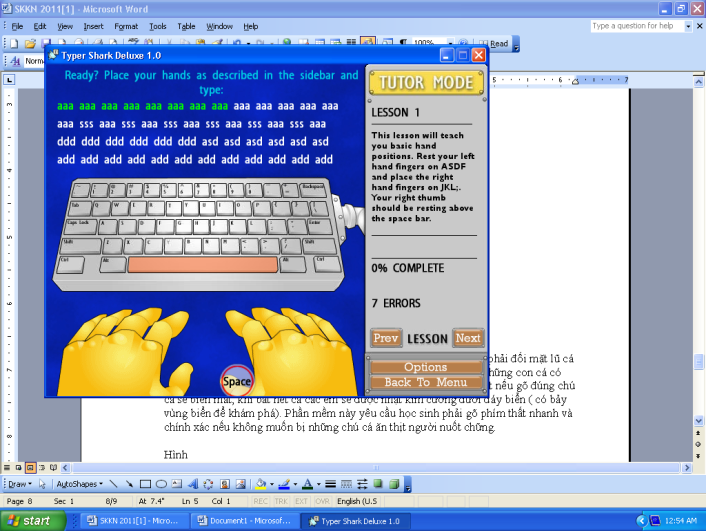 SKKN 2011[1] - Microsoft Word
File Edit View Insert Format Tools Table Window Help
Type a question for help
100%
Read
Typer Shark Deluxe 1.0
Ready? Place your hands as described in the sidebar and
type:
aaa aaa aaa aaa aaa aaa aaa aaa aaa aaa aaa aaa aaa
aaa sss aaa sss aaa sss aaa sss aaa sss aaa
ddd ddd ddd ddd ddd ddd asd asd asd asd asd asd
add add add add add add add add add add add add
TUTOR MODE
LESSON 1
This lesson will teach
you basic hand
positions. Rest your left
hand fingers on ASDF
and place the right
hand fingers on JKL;.
Your right thumb
should be resting above
the space bar.
0% COMPLETE
7 ERRORS
Prev LESSON Next
Options
Back To Menu
Backspace
Tab Q W E R T Y U I O P
Caps Lock A S D F G H J K L Enter
Shift Z X C V B N M Shift
Ctrl Alt Alt Ctrl
Space
phải đối mặt lũ cá
những con cá có
t nếu gõ đúng chú
cá sẽ biến mất, khi bắt hết cá các em sẽ được nhặt kim cương dưới đáy biển ( có bảy
vùng biển để khám phá). Phần mềm này yêu cầu học sinh phải gõ phím thất nhanh và
chính xác nếu không muốn bị những chú cá ăn thịt người nuốt chửng.
Hình
Draw AutoShapes
Page 8 Sec 1 8/9 At 7.4" Ln 5 Col 1 REC TRK EXT OVR English (U.S
start SKKN 2011[1] - Micro... Document1 - Microsof... Typer Shark Deluxe 1.0 12:54 AM